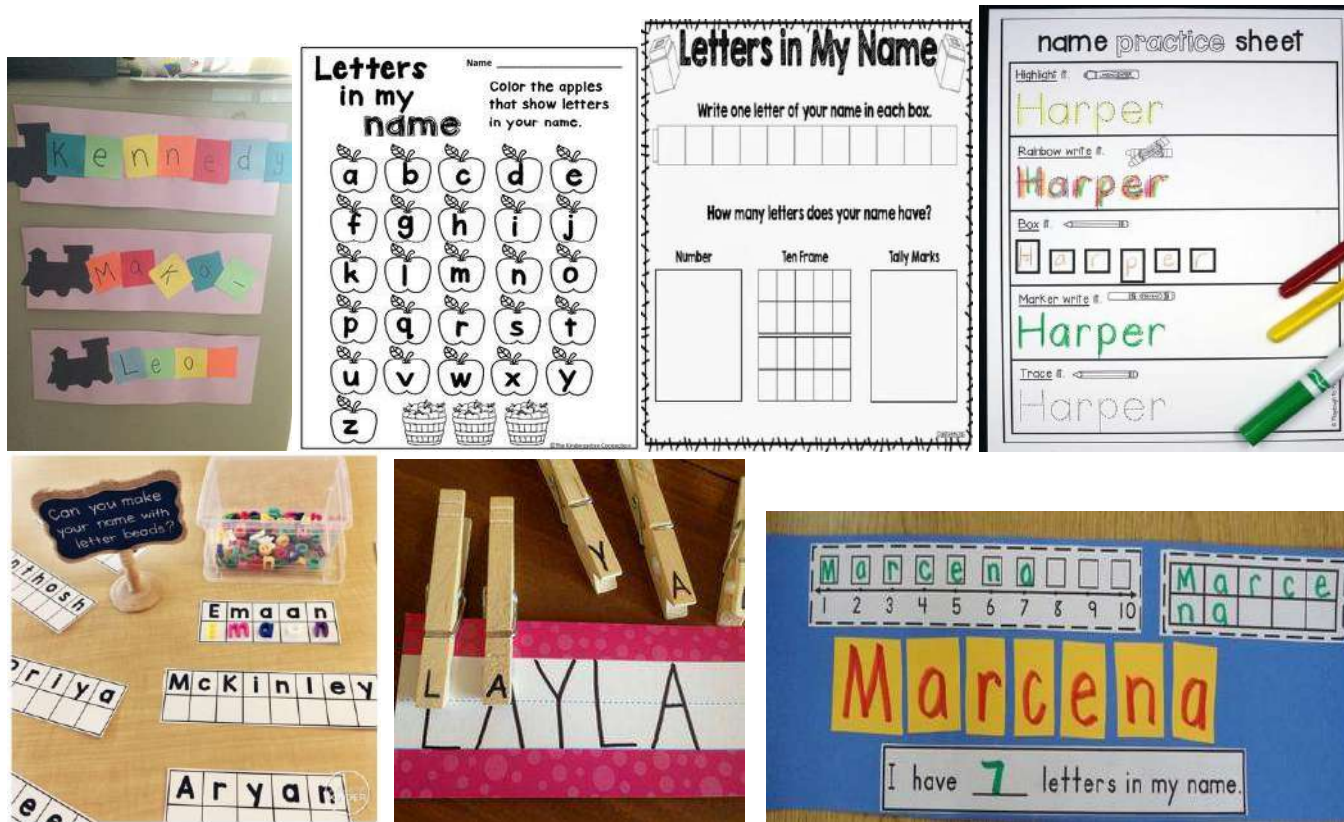 Kennedy
Leo
Letters
in my
name
Name
Color the apples
that show letters
in your name.
a b c d e
f g h i j
k l m n o
p q r s t
u v w x y
z
©The Kindergarten Connection
Letters in My Name
Write one letter of your name in each box.
How many letters does your name have?
Number Ten Frame Tally Marks
name practice sheet
Highlight it.
Harper
Rainbow write it.
Harper
Box it.
Harper
Marker write it.
Harper
Trace it.
Harper
Can you make
your name with
letter beads?
nthosh
Emaan
Emaan
Priya
McKinley
Aryan
Y A
L A
LAYLA
Marcena
1 2 3 4 5 6 7 8 9 10
Marce
na
Marcena
I have 7 letters in my name.